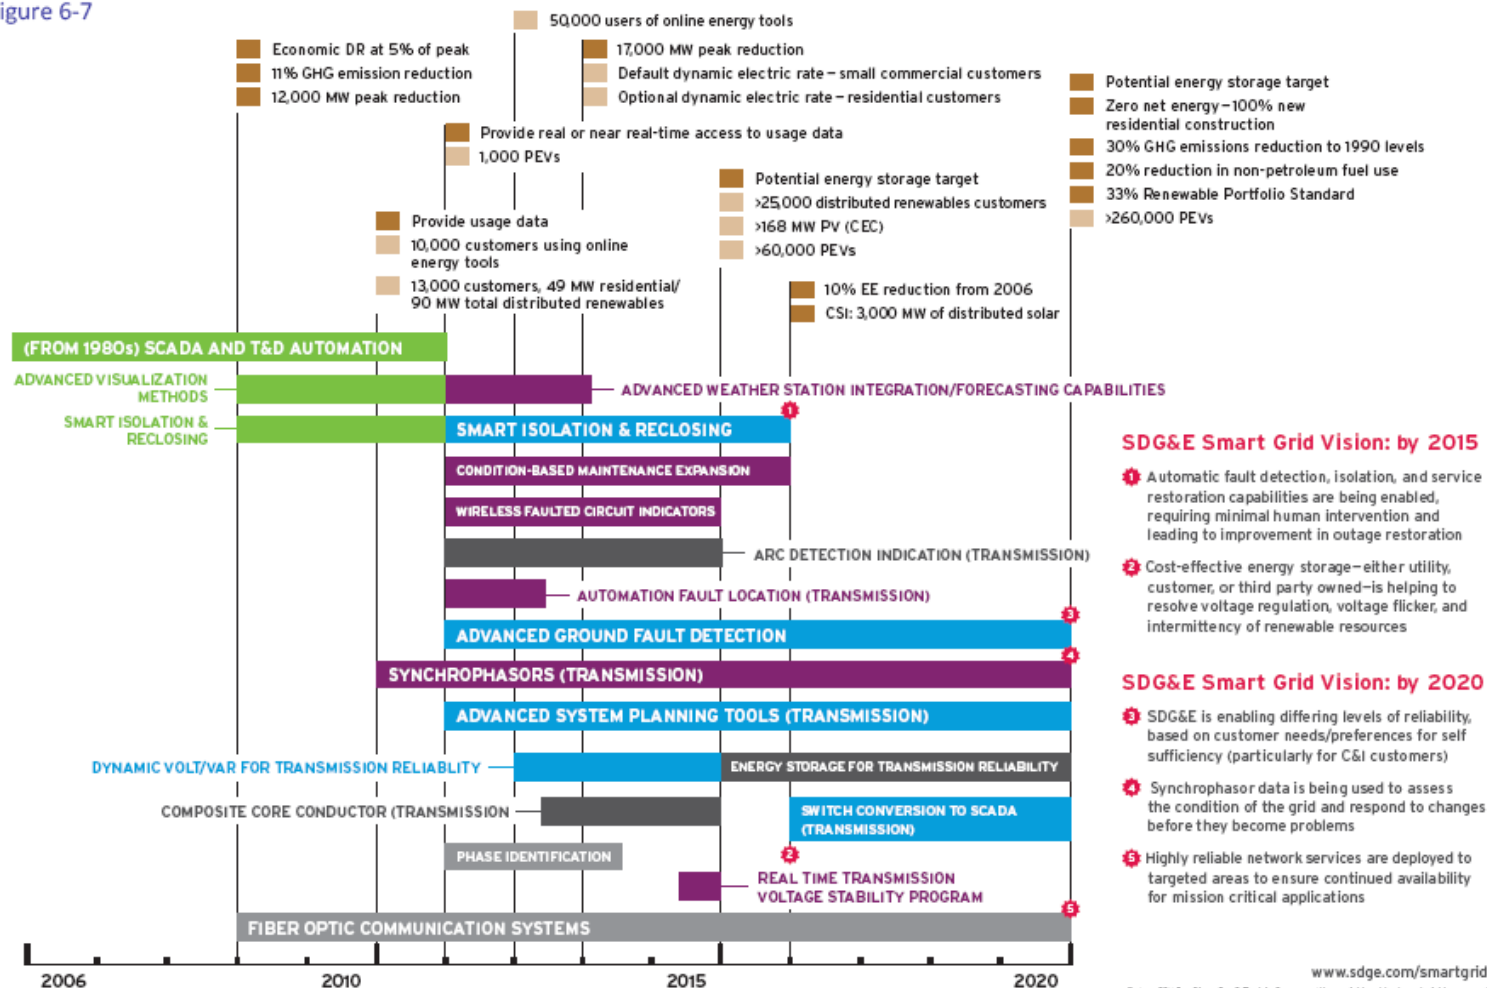 igure 6-7
50,000 users of online energy tools
Economic DR at 5% of peak
11% GHG emission reduction
12,000 MW peak reduction
17,000 MW peak reduction
Default dynamic electric rate – small commercial customers
Optional dynamic electric rate – residential customers
Potential energy storage target
Zero net energy – 100% new
residential construction
30% GHG emissions reduction to 1990 levels
20% reduction in non-petroleum fuel use
33% Renewable Portfolio Standard
>260,000 PEVs
Provide real or near real-time access to usage data
1,000 PEVs
Potential energy storage target
>25,000 distributed renewables customers
>168 MW PV (CEC)
>60,000 PEVs
Provide usage data
10,000 customers using online
energy tools
13,000 customers, 49 MW residential/
90 MW total distributed renewables
10% EE reduction from 2006
CSI: 3,000 MW of distributed solar
(FROM 1980s) SCADA AND T&D AUTOMATION
ADVANCED VISUALIZATION
METHODS
ADVANCED WEATHER STATION INTEGRATION/FORECASTING CAPABILITIES
SMART ISOLATION &
RECLOSING
SMART ISOLATION & RECLOSING
1
CONDITION-BASED MAINTENANCE EXPANSION
WIRELESS FAULTED CIRCUIT INDICATORS
ARC DETECTION INDICATION (TRANSMISSION)
AUTOMATION FAULT LOCATION (TRANSMISSION)
3
ADVANCED GROUND FAULT DETECTION
4
SYNCHROPHASORS (TRANSMISSION)
ADVANCED SYSTEM PLANNING TOOLS (TRANSMISSION)
DYNAMIC VOLT/VAR FOR TRANSMISSION RELIABLITY
ENERGY STORAGE FOR TRANSMISSION RELIABILITY
COMPOSITE CORE CONDUCTOR (TRANSMISSION
SWITCH CONVERSION TO SCADA
(TRANSMISSION)
PHASE IDENTIFICATION
2
REAL TIME TRANSMISSION
VOLTAGE STABILITY PROGRAM
5
FIBER OPTIC COMMUNICATION SYSTEMS
2006
2010
2015
2020
SDG&E Smart Grid Vision: by 2015
1 Automatic fault detection, isolation, and service
restoration capabilities are being enabled,
requiring minimal human intervention and
leading to improvement in outage restoration
2 Cost-effective energy storage—either utility,
customer, or third party owned—is helping to
resolve voltage regulation, voltage flicker, and
intermittency of renewable resources
SDG&E Smart Grid Vision: by 2020
3 SDG&E is enabling differing levels of reliability,
based on customer needs/preferences for self
sufficiency (particularly for C&I customers)
4 Synchrophasor data is being used to assess
the condition of the grid and respond to changes
before they become problems
5 Highly reliable network services are deployed to
targeted areas to ensure continued availability
for mission critical applications
www.sdge.com/smartgrid